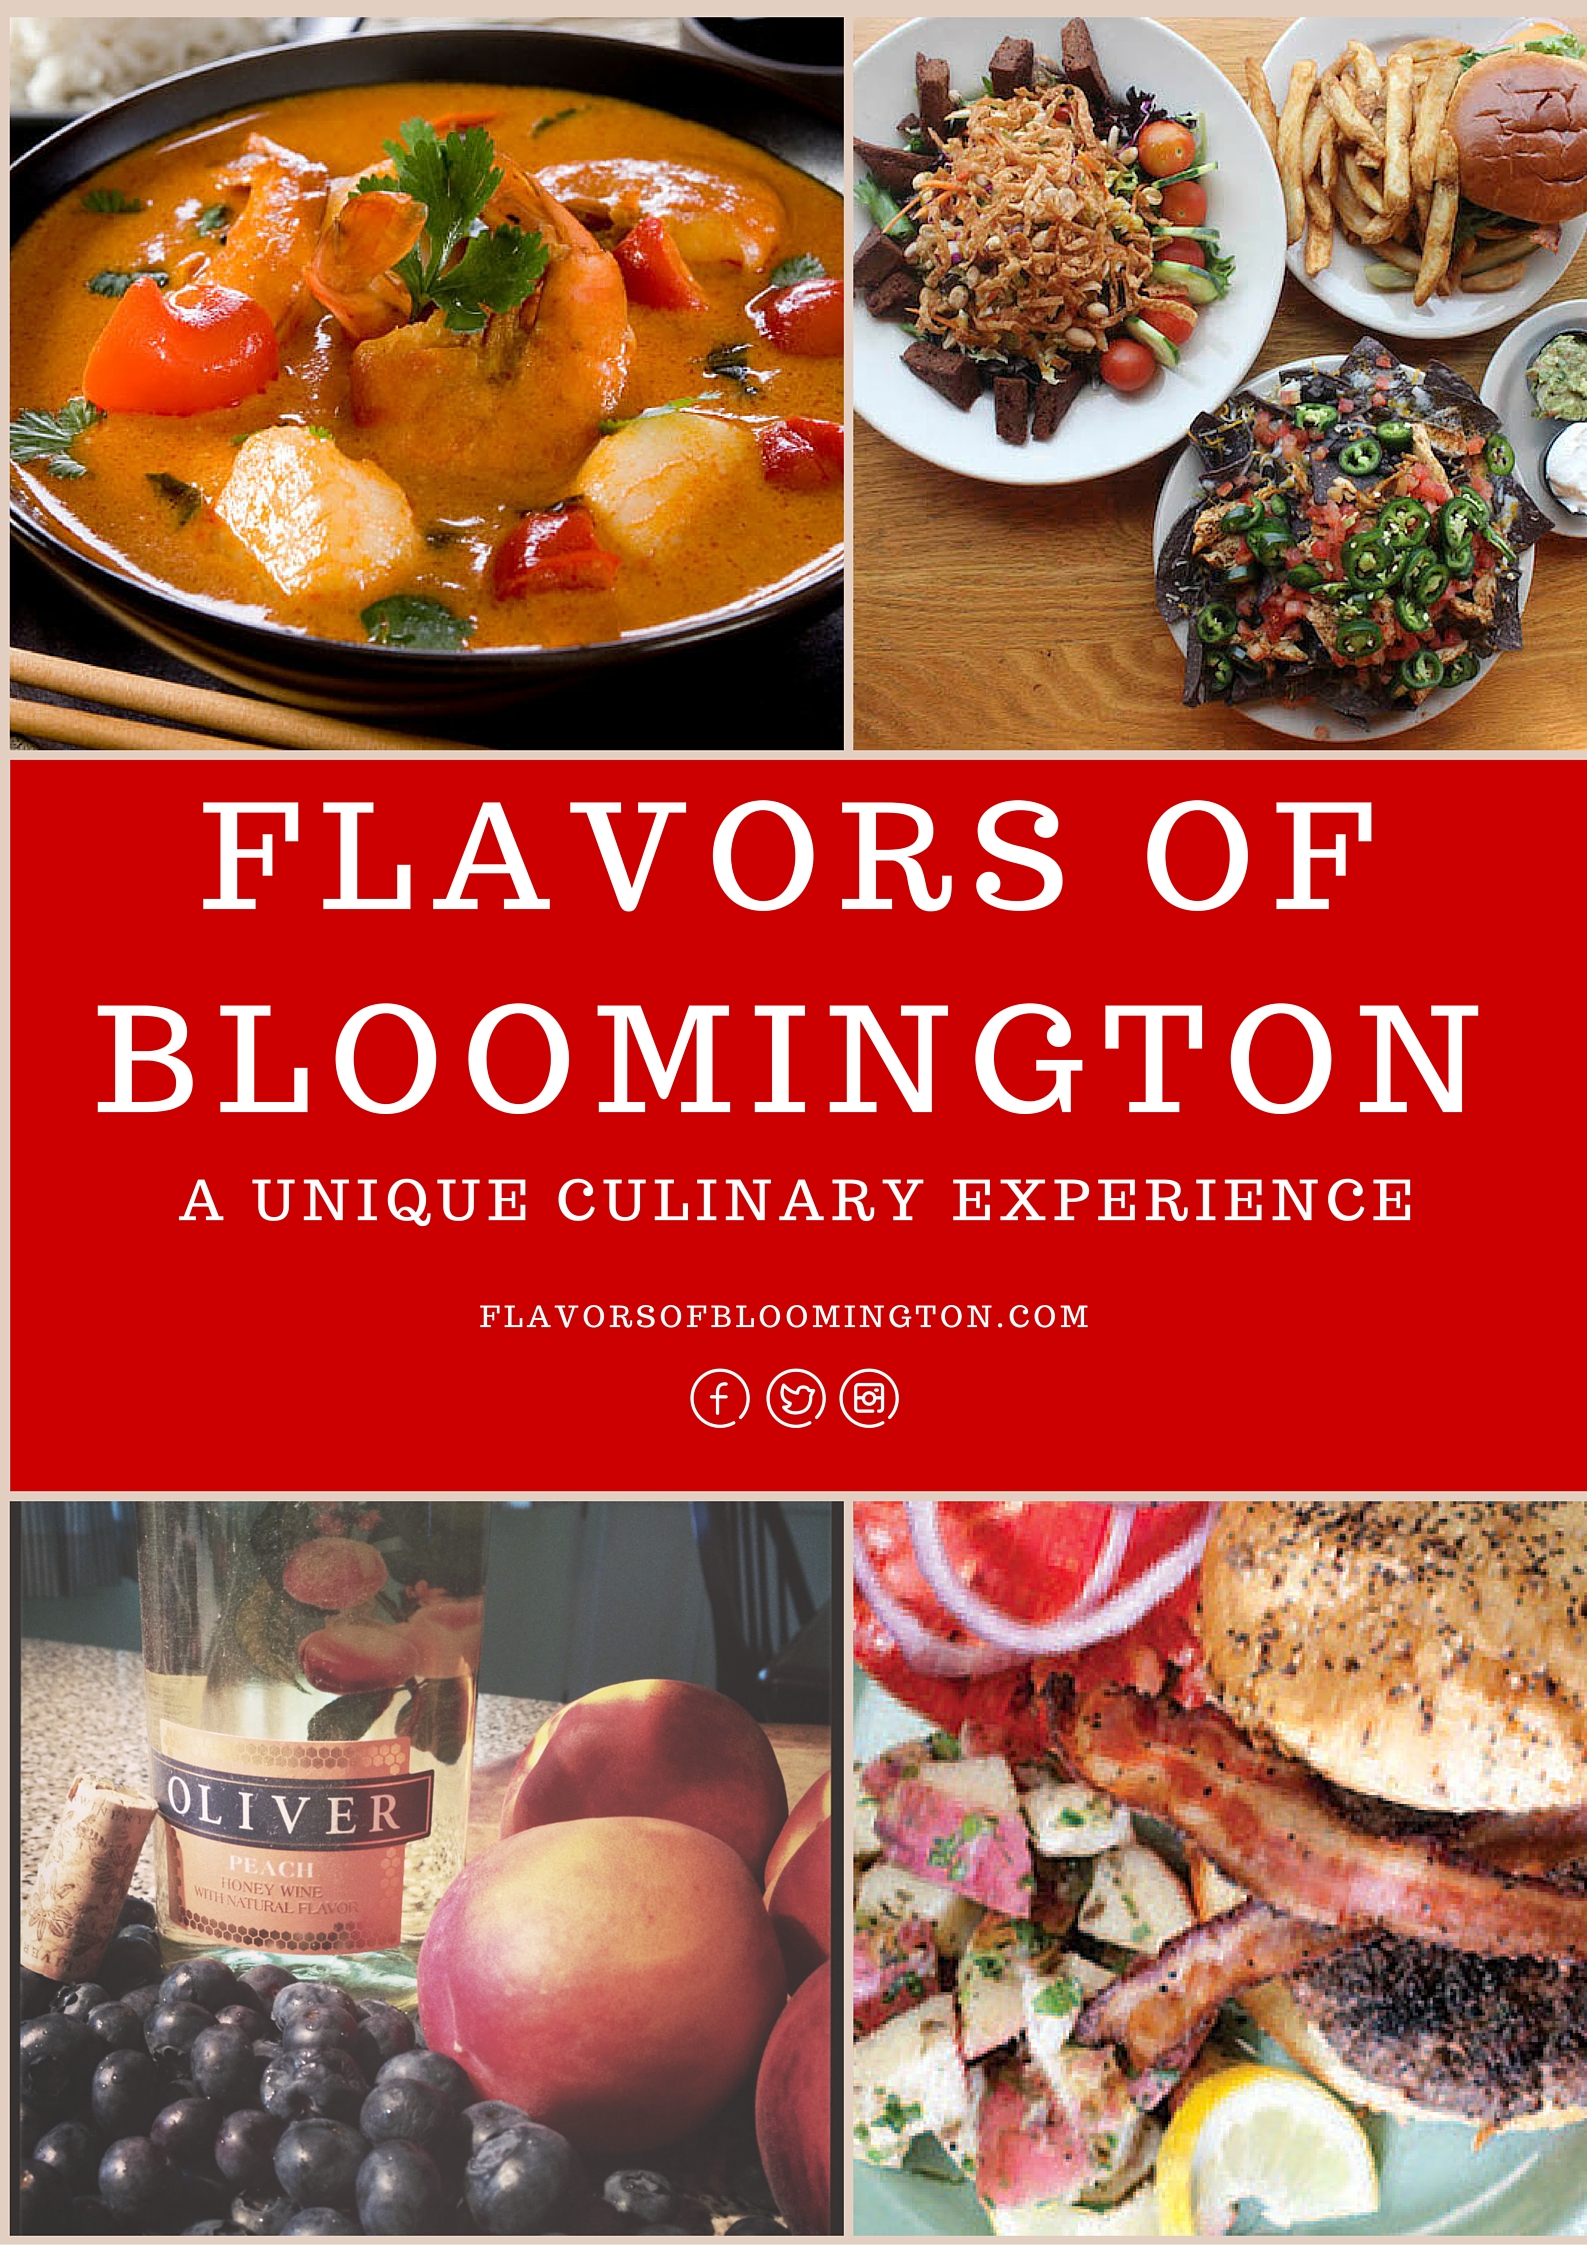 FLAVORS OF
BLOOMINGTON
A UNIQUE CULINARY EXPERIENCE
FLAVORSOFBLOOMINGTON.COM
OLIVER
PEACH
HONEY WINE
WITH NATURAL FLAVOR